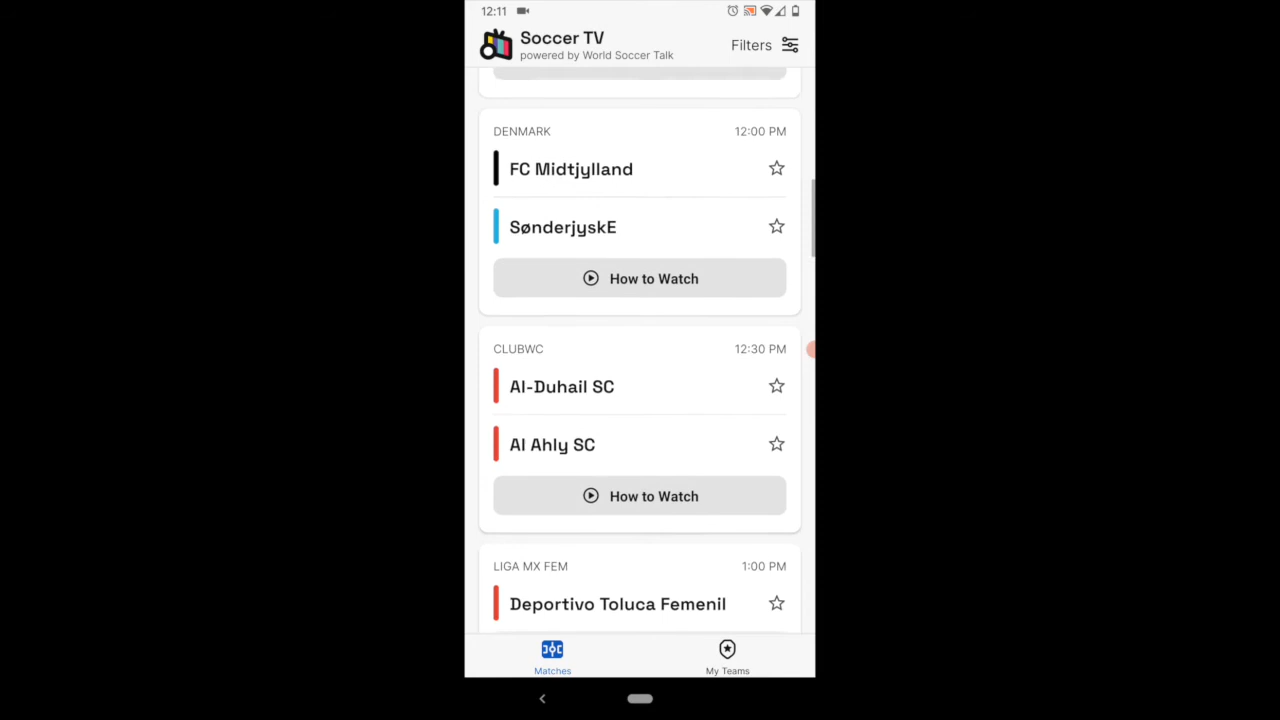 12:11
Soccer TV
powered by World Soccer Talk
Filters
DENMARK
12:00 PM
FC Midtjylland
SønderjyskE
How to Watch
CLUBWC
12:30 PM
Al-Duhail SC
Al Ahly SC
How to Watch
LIGA MX FEM
1:00 PM
Deportivo Toluca Femenil
Matches
My Teams